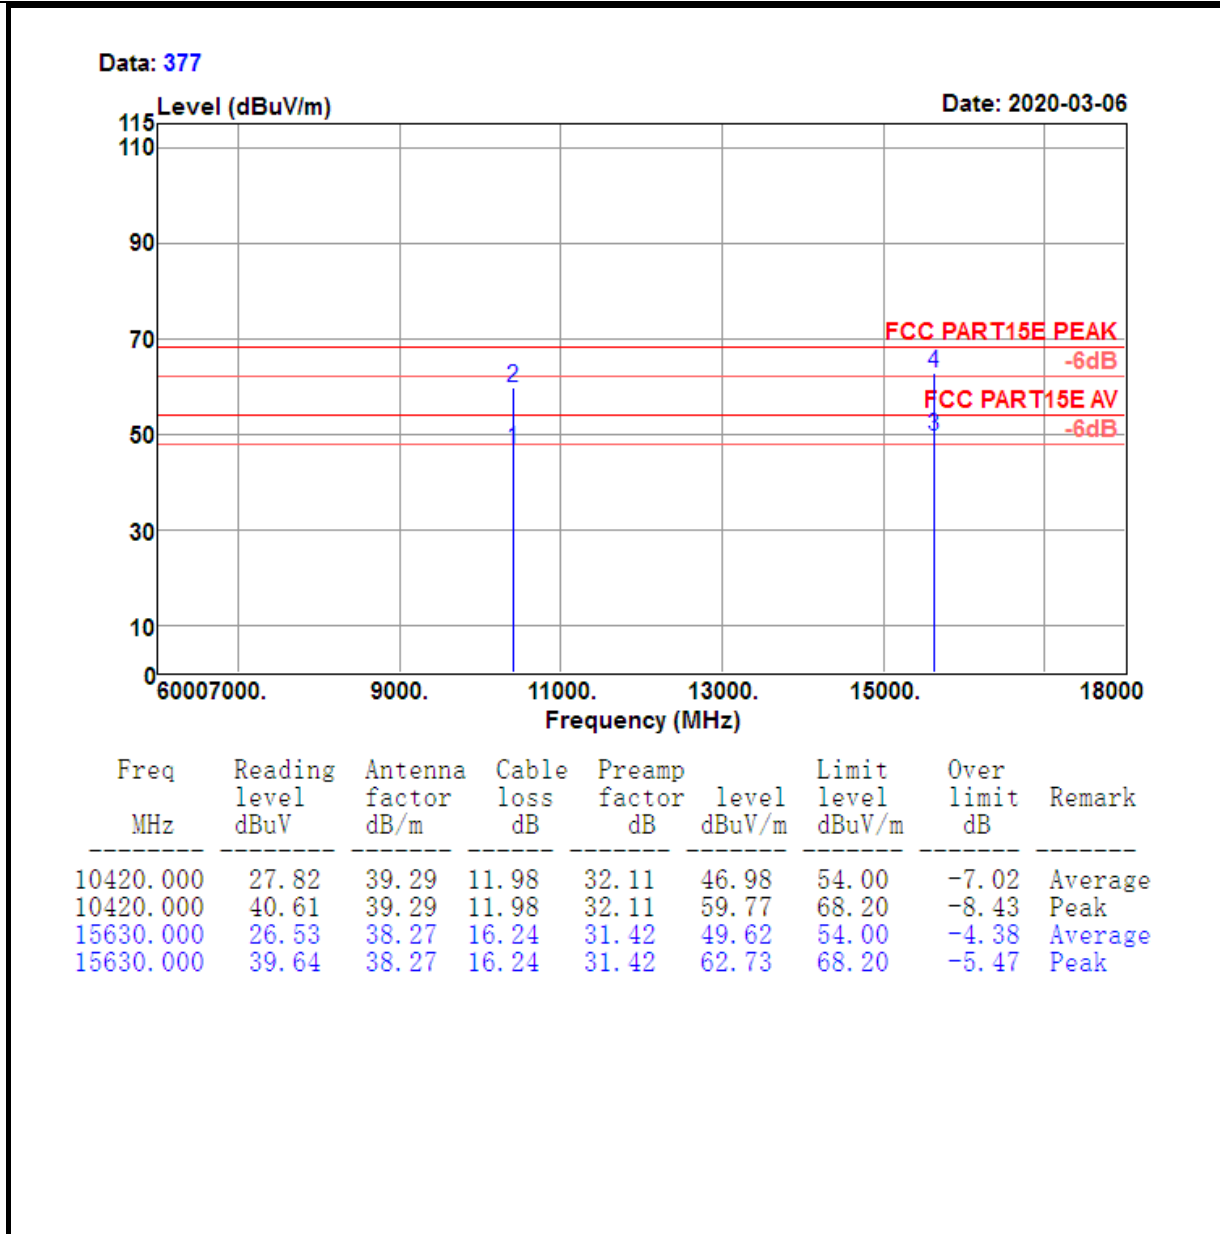 Data: 377
Level (dBuV/m)
Date: 2020-03-06
115
110
90
70
50
30
10
0
FCC PART15E PEAK
-6dB
FCC PART15E AV
-6dB
2
1
4
3
60007000. 9000. 11000. 13000. 15000. 18000
Frequency (MHz)
Freq Reading Antenna Cable Preamp Limit Over
level factor loss factor level level limit Remark
MHz dBuV dB/m dB dB dBuV/m dBuV/m dB
-------- -------- ------- ------ ------- ------- ------- ------- -------
10420.000 27.82 39.29 11.98 32.11 46.98 54.00 -7.02 Average
10420.000 40.61 39.29 11.98 32.11 59.77 68.20 -8.43 Peak
15630.000 26.53 38.27 16.24 31.42 49.62 54.00 -4.38 Average
15630.000 39.64 38.27 16.24 31.42 62.73 68.20 -5.47 Peak